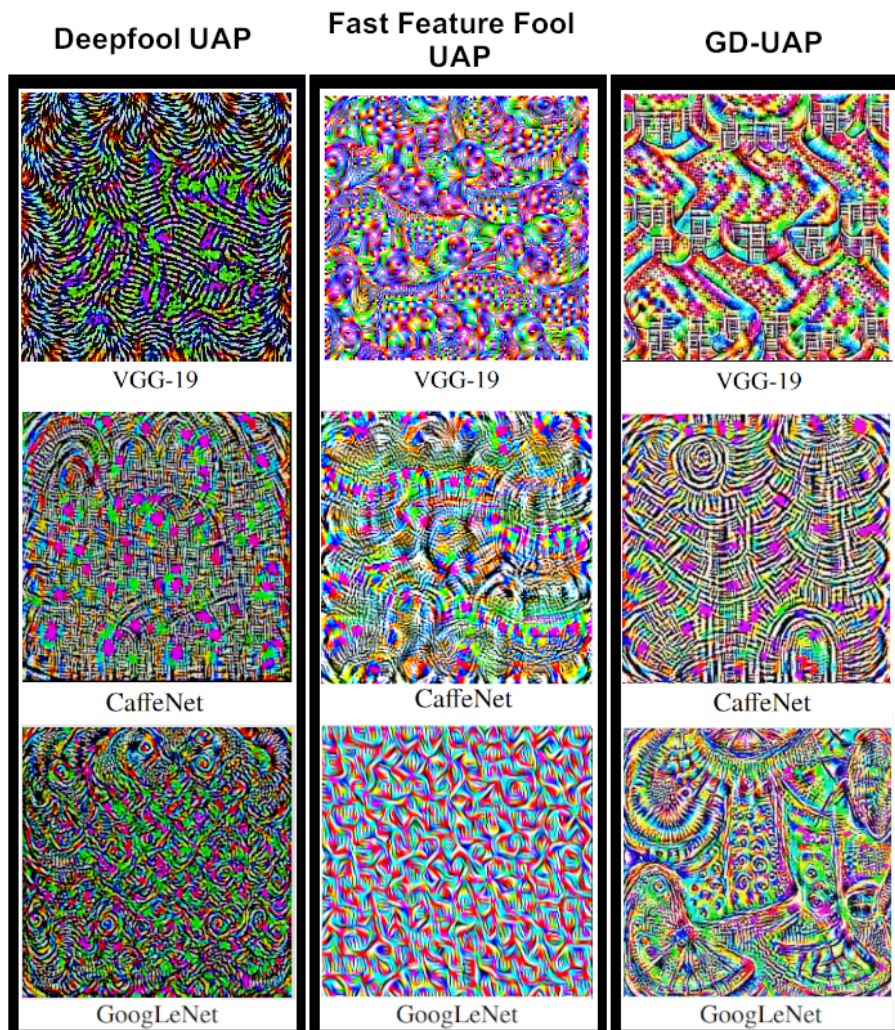 Deepfool UAP
Fast Feature Fool
UAP
GD-UAP
VGG-19
VGG-19
VGG-19
CaffeNet
CaffeNet
CaffeNet
GoogLeNet
GoogLeNet
GoogLeNet